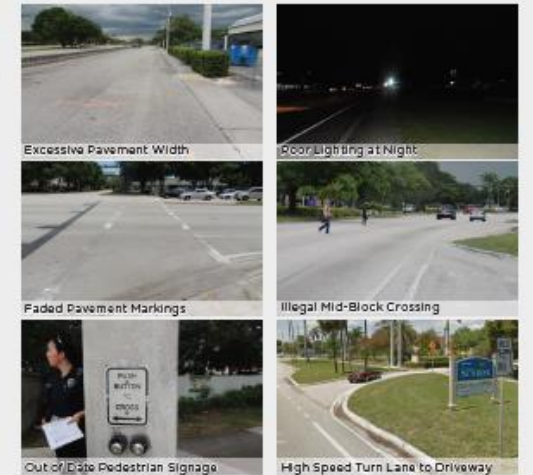 Excessive Pavement Width
Poor Lighting at Night
Faded Pavement Markings
Illegal Mid-Block Crossing
PUSH
BUTTON
TO
CROSS
Out of Date Pedestrian Signage
High Speed Turn Lane to Driveway